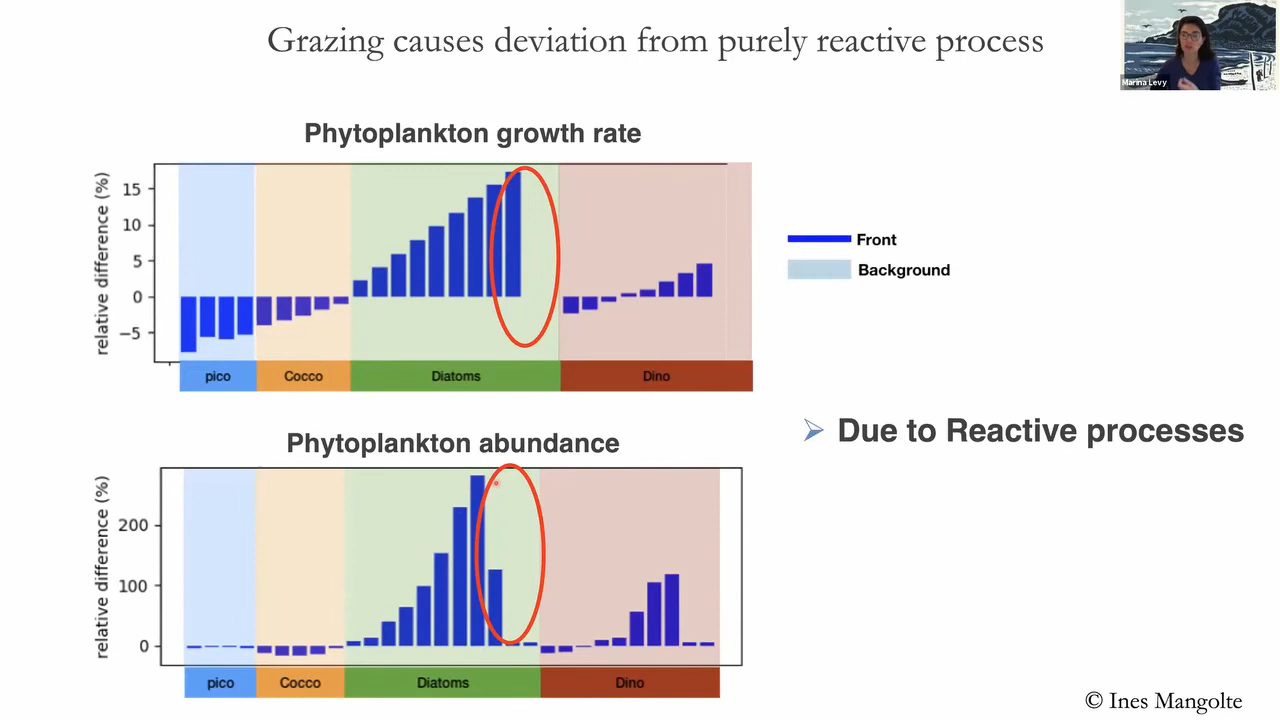 Grazing causes deviation from purely reactive process
Marina Levy
Phytoplankton growth rate
relative difference (%)
15
10
5
0
−5
pico
Cocco
Diatoms
Dino
Front
Background
Due to Reactive processes
Phytoplankton abundance
relative difference (%)
200
100
0
pico
Cocco
Diatoms
Dino
© Ines Mangolte